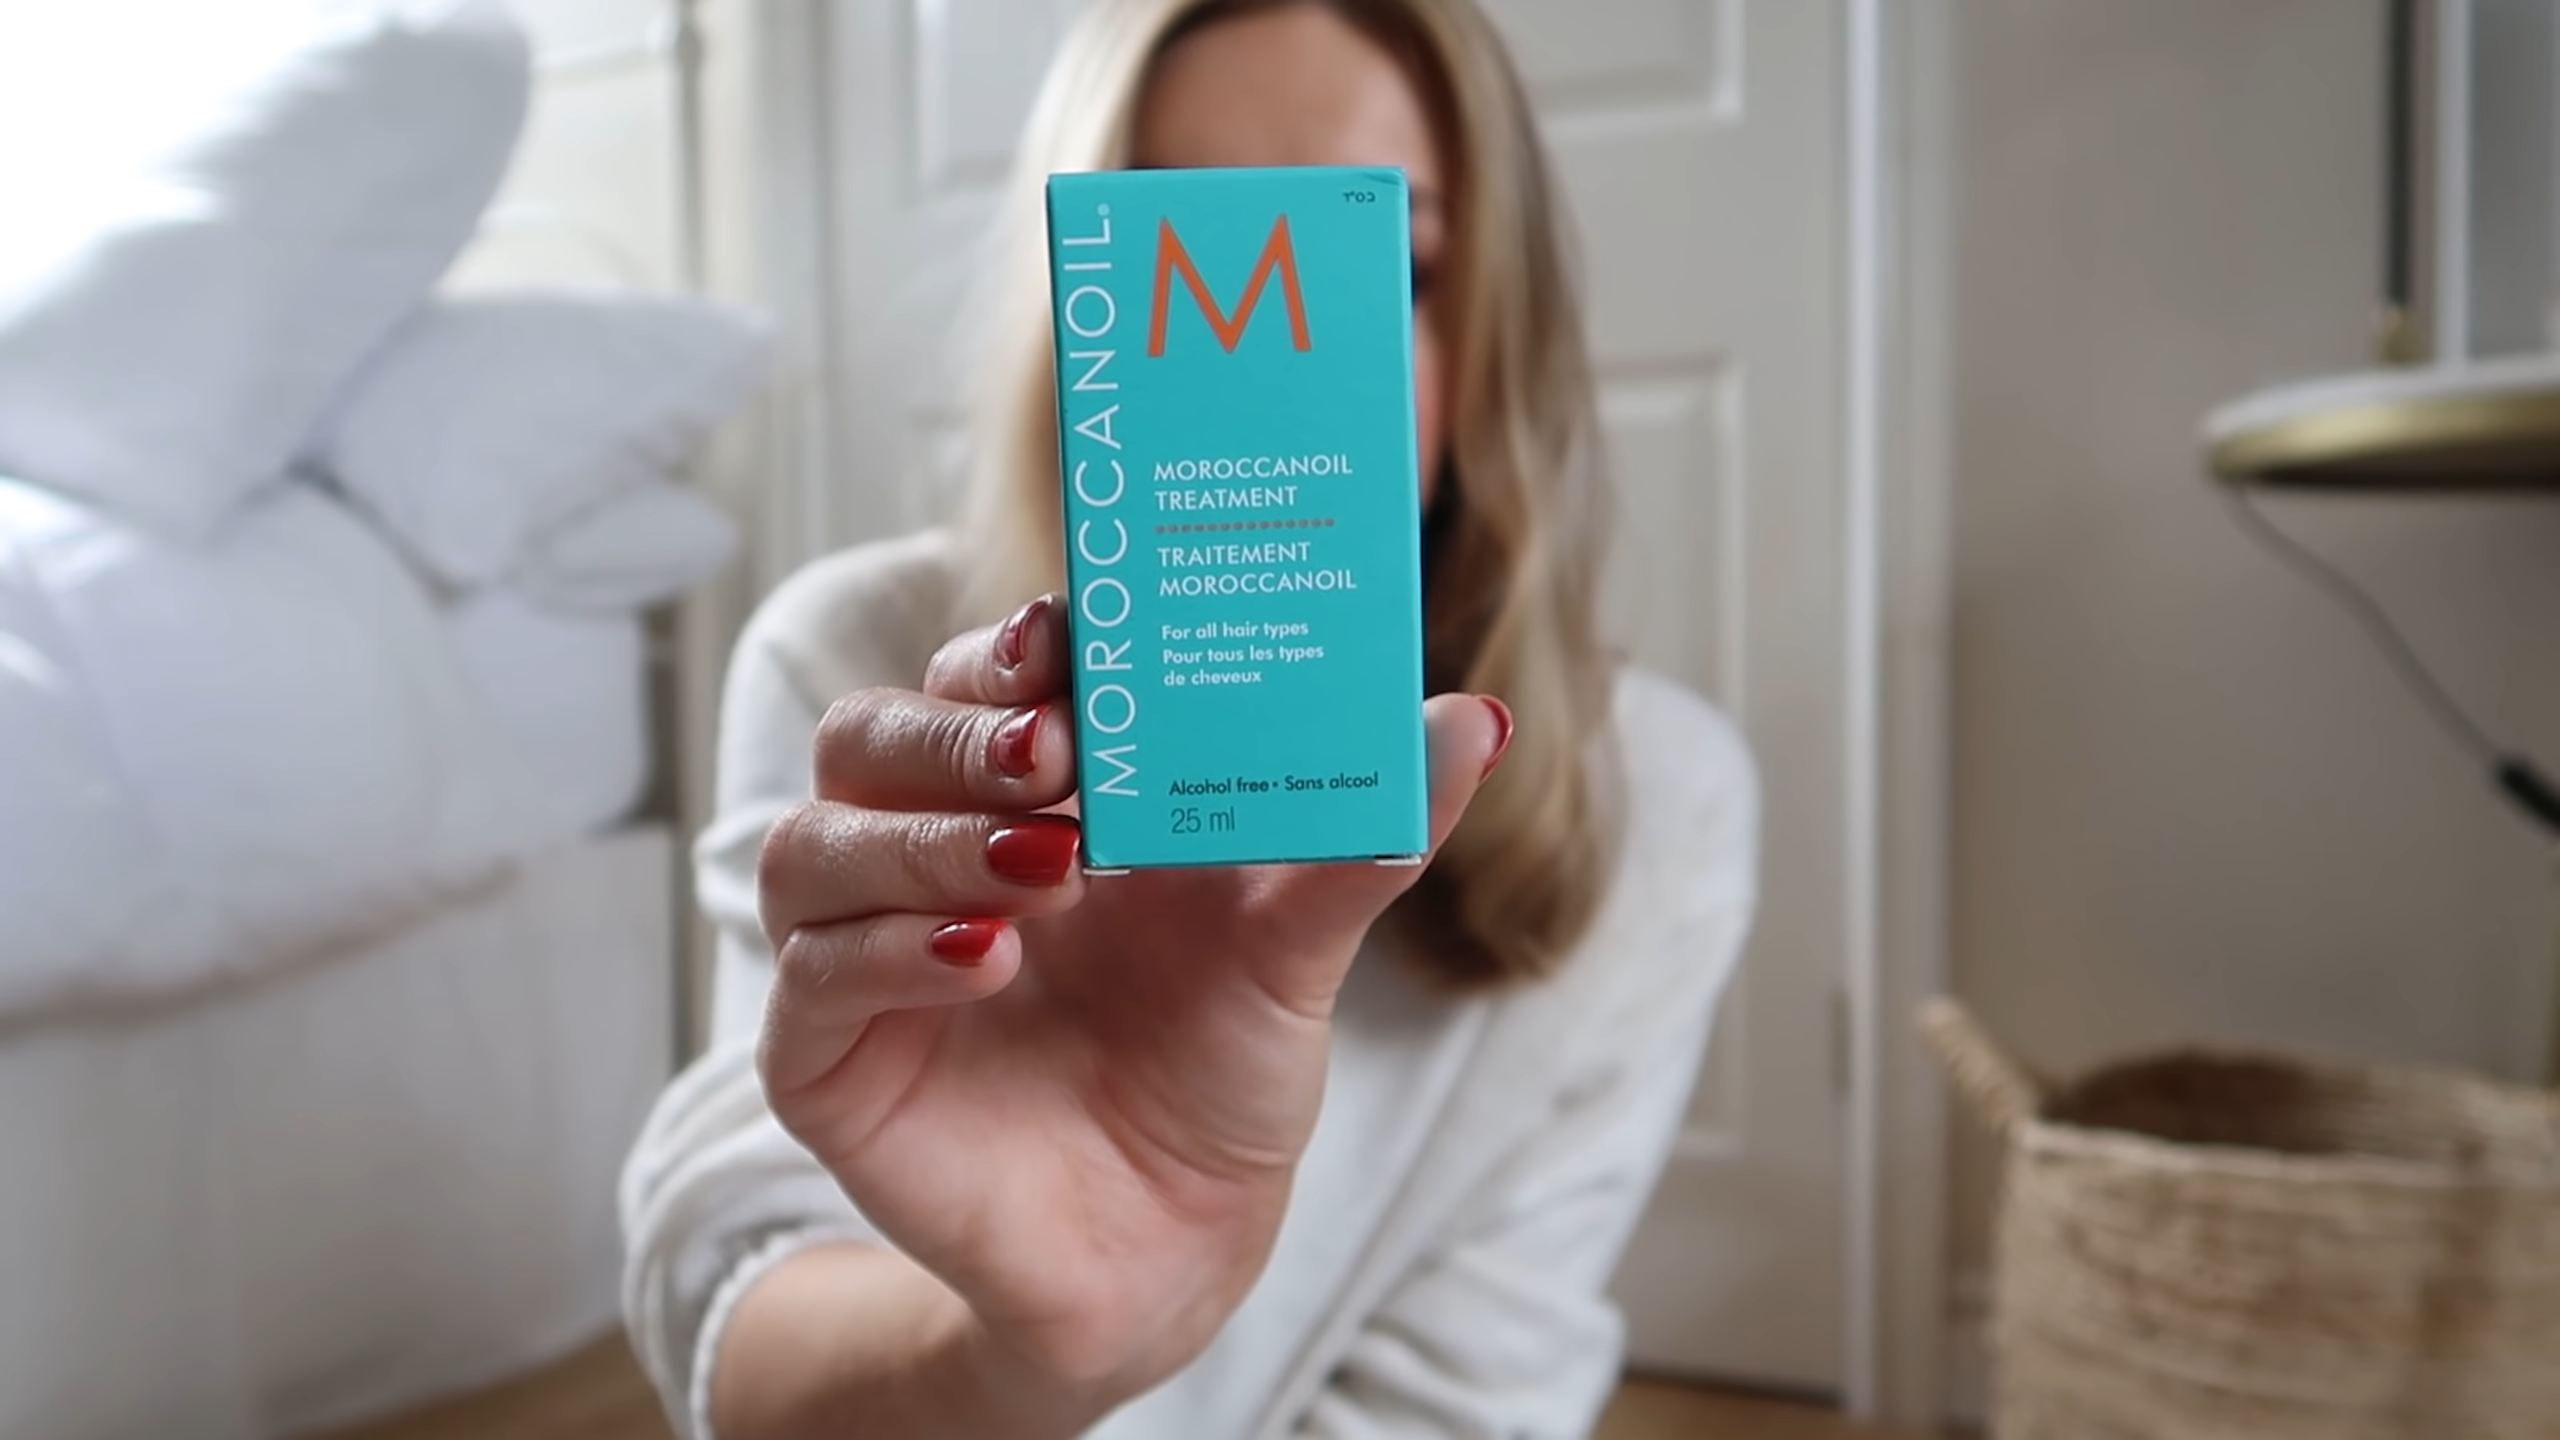 בס"ד
MOROCCANOIL®
M
MOROCCANOIL
TREATMENT
TRAITEMENT
MOROCCANOIL
For all hair types
Pour tous les types
de cheveux
Alcohol free • Sans alcool
25 ml